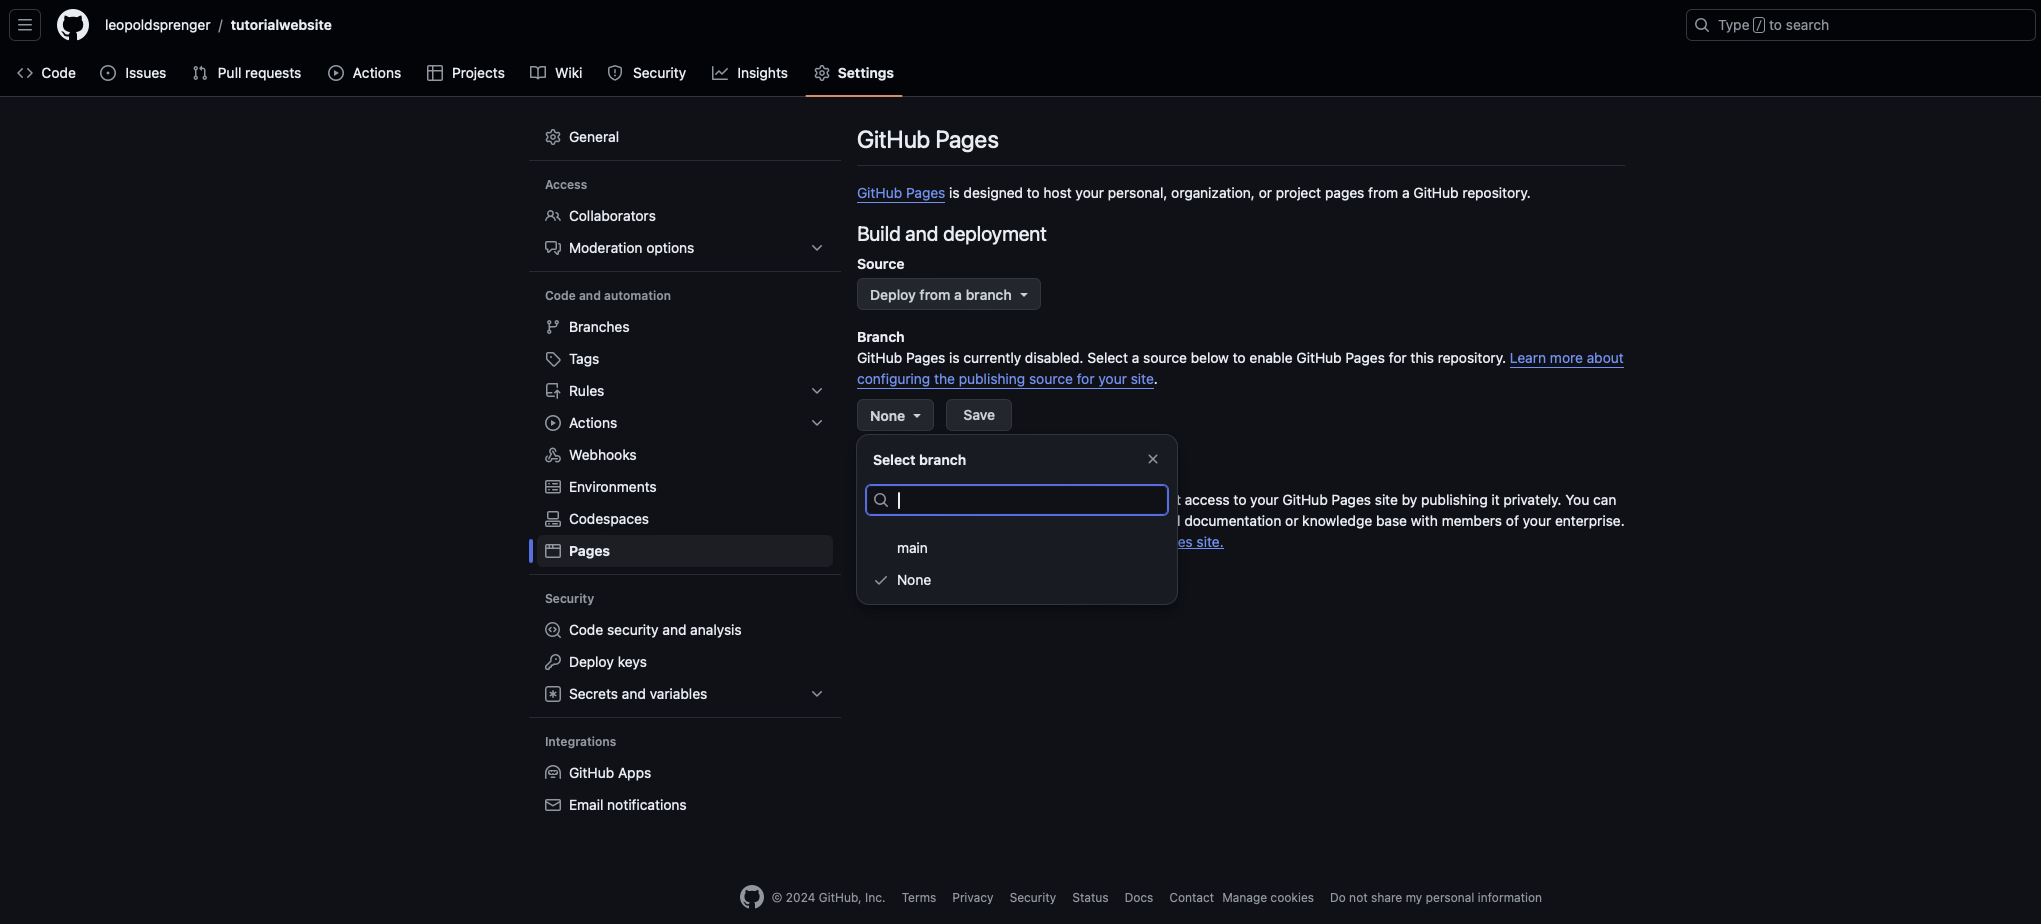 leopoldsprenger / tutorialwebsite
Type / to search
Code Issues Pull requests Actions Projects Wiki Security Insights Settings
General
Access
Collaborators
Moderation options
Code and automation
Branches
Tags
Rules
Actions
Webhooks
Environments
Codespaces
Pages
Security
Code security and analysis
Deploy keys
Secrets and variables
Integrations
GitHub Apps
Email notifications
GitHub Pages
GitHub Pages is designed to host your personal, organization, or project pages from a GitHub repository.
Build and deployment
Source
Deploy from a branch
Branch
GitHub Pages is currently disabled. Select a source below to enable GitHub Pages for this repository. Learn more about
configuring the publishing source for your site.
None Save
Select branch
main
None
access to your GitHub Pages site by publishing it privately. You can
documentation or knowledge base with members of your enterprise.
site.
© 2024 GitHub, Inc. Terms Privacy Security Status Docs Contact Manage cookies Do not share my personal information